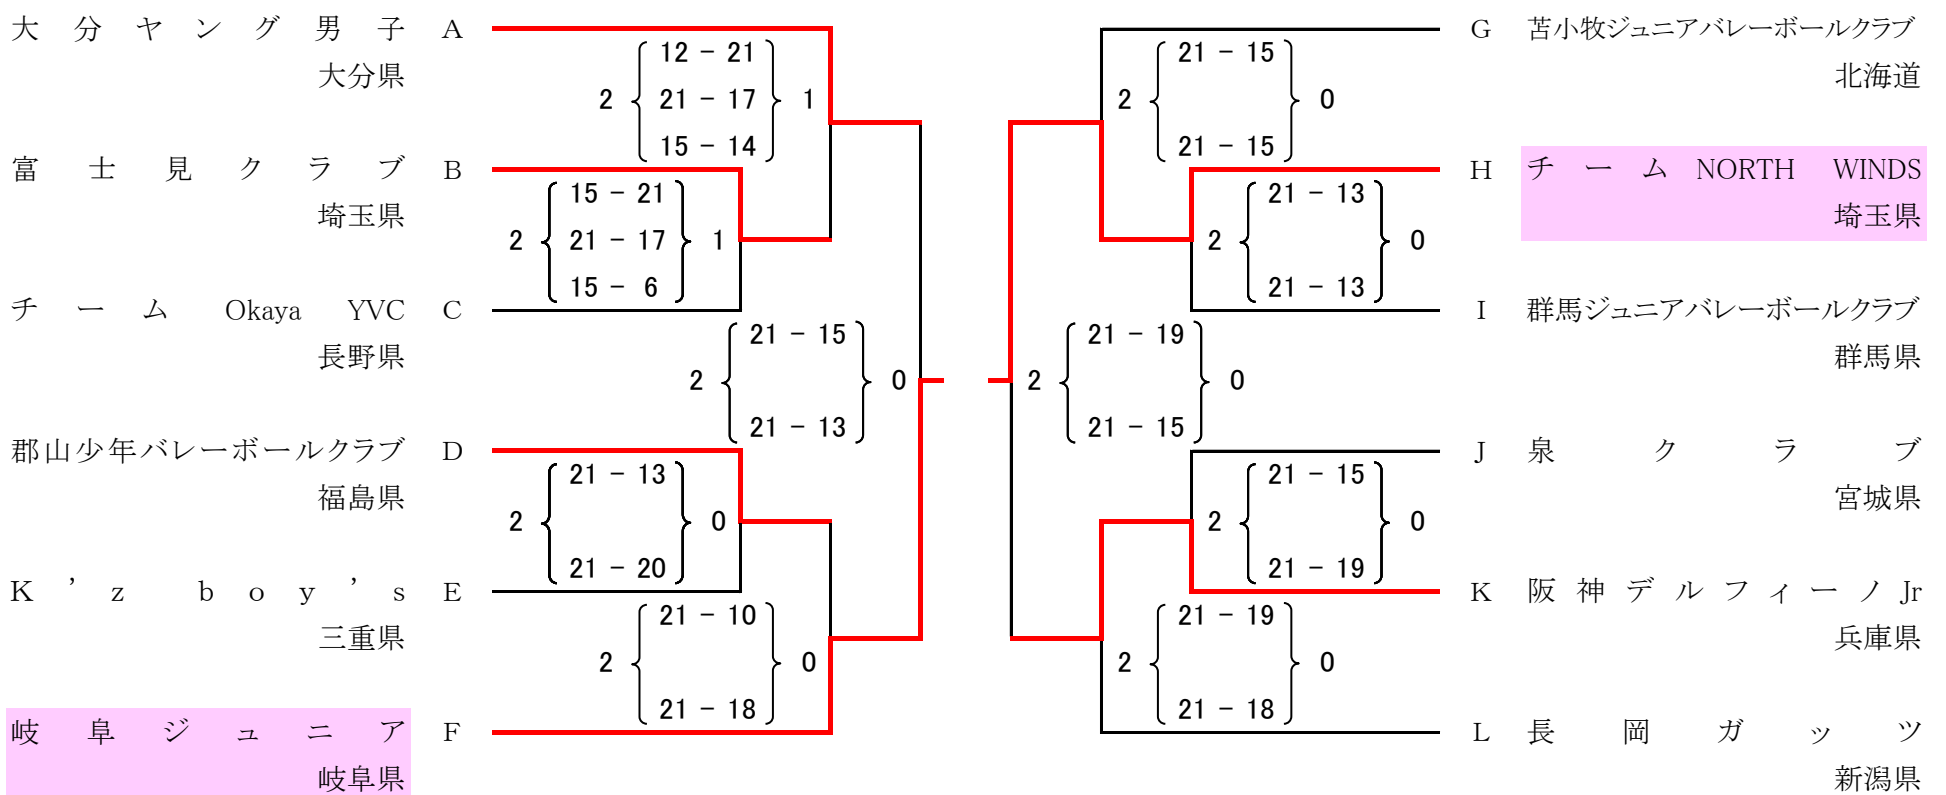 大分ヤング男子 A
大分県
12 - 21
2 21 - 17 1
15 - 14
富士見クラブ B
埼玉県
15 - 21
2 21 - 17 1
15 - 6
チーム Okaya YVC C
長野県
21 - 15
2 0
21 - 13
郡山少年バレーボールクラブ D
福島県
21 - 13
2 0
21 - 20
K'z boy's E
三重県
21 - 10
2 0
21 - 18
岐阜ジュニア F
岐阜県
G 苫小牧ジュニアバレーボールクラブ
北海道
21 - 15
2 0
21 - 15
H チーム NORTH WINDS
埼玉県
21 - 13
2 0
21 - 13
I 群馬ジュニアバレーボールクラブ
群馬県
21 - 19
2 0
21 - 15
J 泉クラブ
宮城県
21 - 15
2 0
21 - 19
K 阪神デルフィーノJr
兵庫県
21 - 19
2 0
21 - 18
L 長岡ガッツ
新潟県